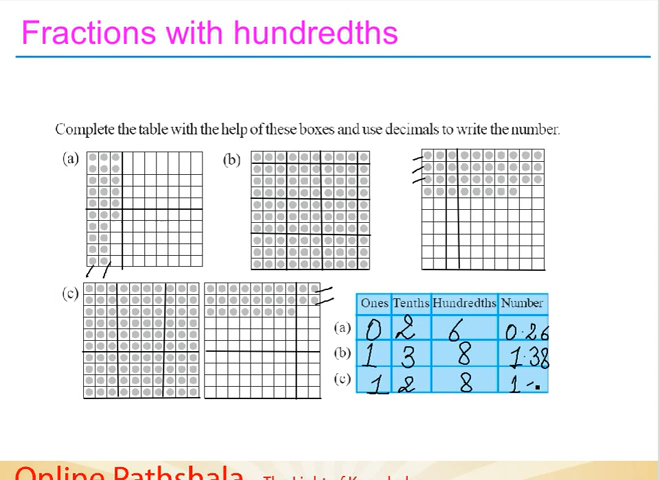 Fractions with hundredths
Complete the table with the help of these boxes and use decimals to write the number.
(a)
(b)
(c)
Ones Tenths Hundredths Number
(a) 0 2 6 0.26
(b) 1 3 8 1.38
(c) 1 2 8 1
Online Pathshala